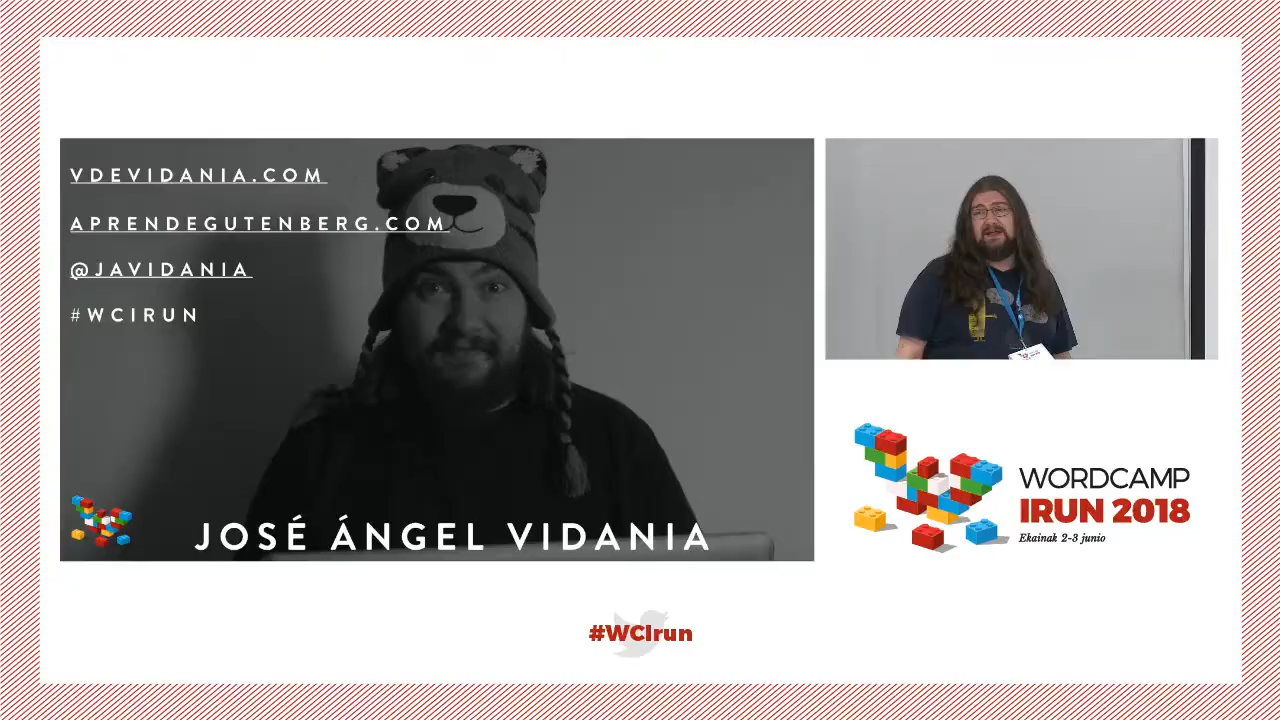 VDEVIDANIA.COM
APRENDEGUTENBERG.COM
@JAVIDANIA
#WCIRUN
JOSÉ ÁNGEL VIDANIA
WORDCAMP
IRUN 2018
Ekainak 2-3 junio
#WCIrun